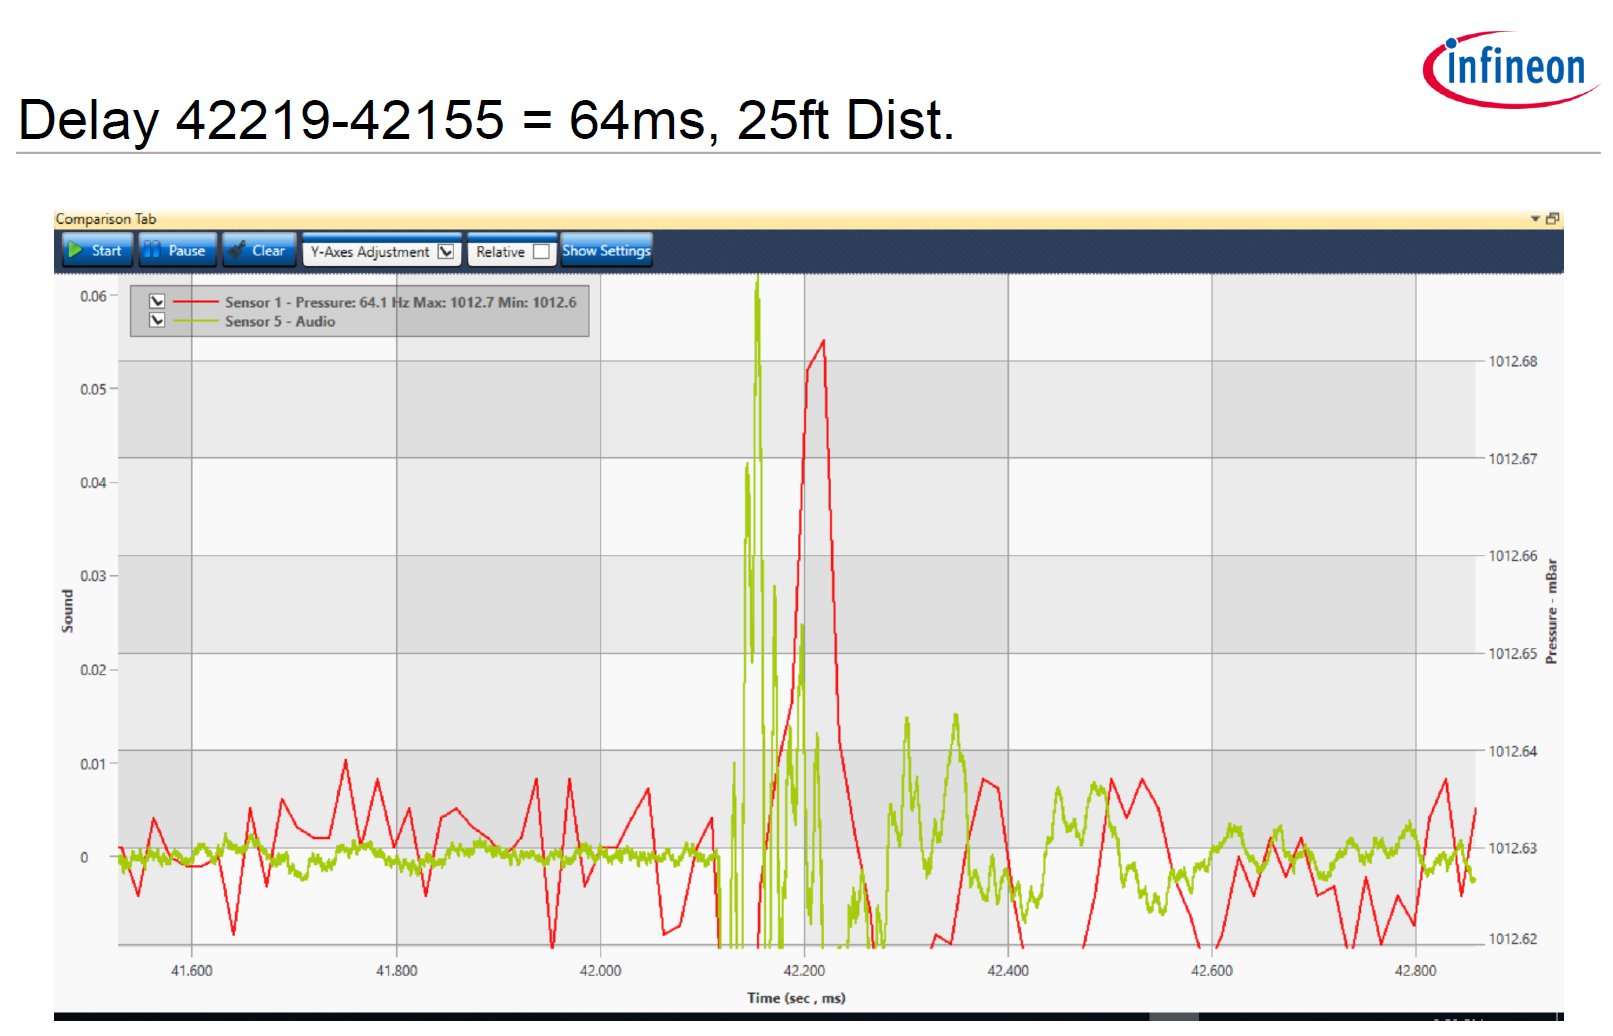 infineon
Delay 42219-42155 = 64ms, 25ft Dist.
Comparison Tab
Start Pause Clear Y-Axes Adjustment Relative Show Settings
Sensor 1 - Pressure: 64.1 Hz Max: 1012.7 Min: 1012.6
Sensor 5 - Audio
0.06
0.05
0.04
0.03
0.02
0.01
0
Sound
1012.68
1012.67
1012.66
1012.65
1012.64
1012.63
1012.62
Pressure - mBar
41.600 41.800 42.000 42.200 42.400 42.600 42.800
Time (sec , ms)